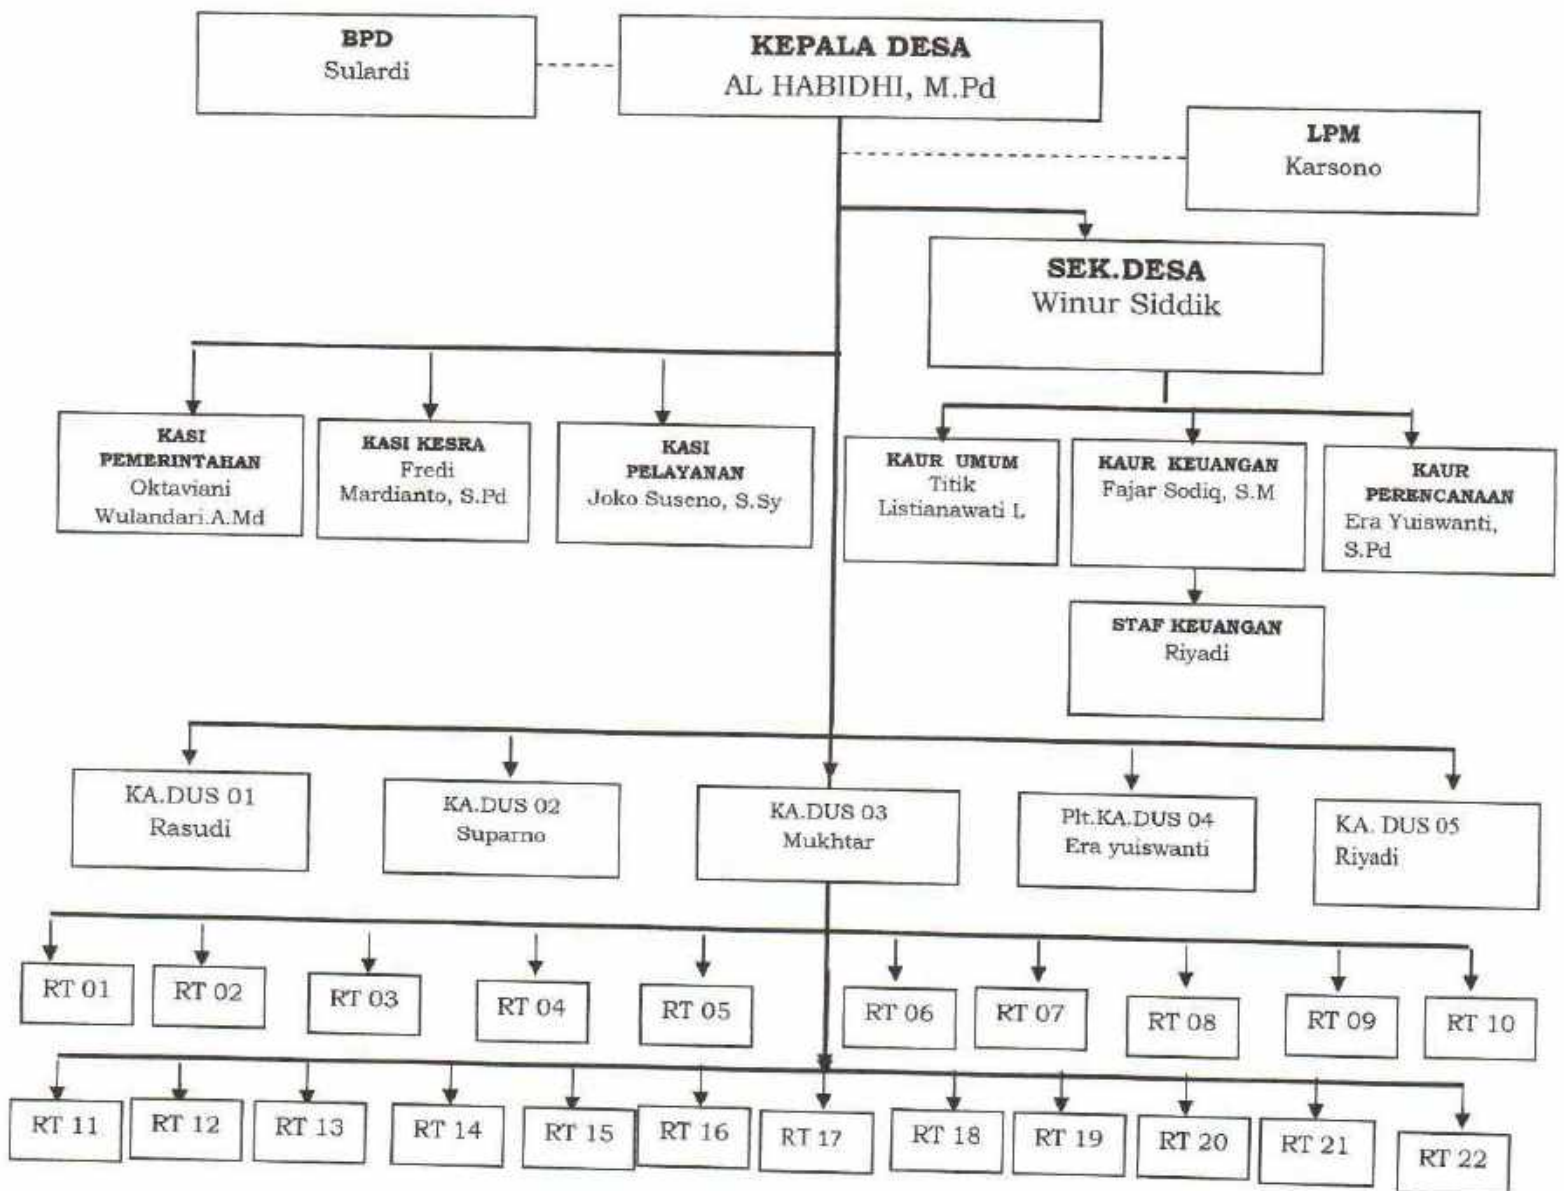 BPD
Sulardi
KEPALA DESA
AL HABIDHI, M.Pd
LPM
Karsono
SEK.DESA
Winur Siddik
KASI
PEMERINTAHAN
Oktaviani
Wulandari.A.Md
KASI KESRA
Fredi
Mardianto, S.Pd
KASI
PELAYANAN
Joko Suseno, S.Sy
KAUR UMUM
Titik
Listianawati L
KAUR KEUANGAN
Fajar Sodiq, S.M
KAUR
PERENCANAAN
Era Yuiswanti,
S.Pd
STAF KEUANGAN
Riyadi
KA.DUS 01
Rasudi
KA.DUS 02
Suparno
KA.DUS 03
Mukhtar
Plt.KA.DUS 04
Era yuiswanti
KA. DUS 05
Riyadi
RT 01
RT 02
RT 03
RT 04
RT 05
RT 06
RT 07
RT 08
RT 09
RT 10
RT 11
RT 12
RT 13
RT 14
RT 15
RT 16
RT 17
RT 18
RT 19
RT 20
RT 21
RT 22